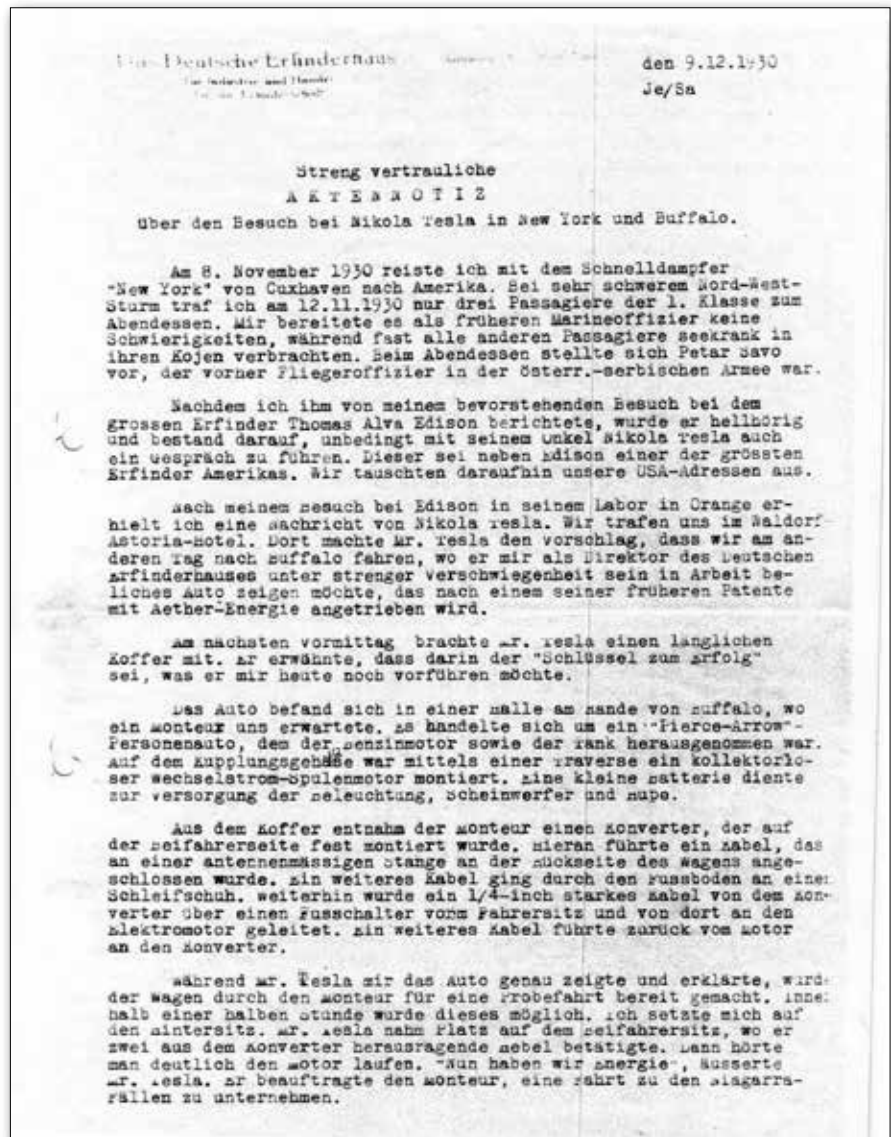 Das Deutsche Erfinderhaus
den 9.12.1930
für Industrie und Handel
Je/Sa
Streng vertrauliche
A K T E N N O T I Z
über den Besuch bei Nikola Tesla in New York und Buffalo.
Am 8. November 1930 reiste ich mit dem Schnelldampfer
"New York" von Cuxhaven nach Amerika. Bei sehr schwerem Nord-West-
Sturm traf ich am 12.11.1930 nur drei Passagiere der 1. Klasse zum
Abendessen. Mir bereitete es als früheren Marineoffizier keine
Schwierigkeiten, während fast alle anderen Passagiere seekrank in
ihren Kojen verbrachten. Beim Abendessen stellte sich Petar Savo
vor, der vorher Fliegeroffizier in der österr.-serbischen Armee war.
Nachdem ich ihm von meinem bevorstehenden Besuch bei dem
grossen Erfinder Thomas Alva Edison berichtete, wurde er hellhörig
und bestand darauf, unbedingt mit seinem Onkel Nikola Tesla auch
ein Gespräch zu führen. Dieser sei neben Edison einer der grössten
Erfinder Amerikas. Wir tauschten daraufhin unsere USA-Adressen aus.
Nach meinem Besuch bei Edison in seinem Labor in Orange er-
hielt ich eine Nachricht von Nikola Tesla. Wir trafen uns im Waldorf-
Astoria-Hotel. Dort machte Mr. Tesla den Vorschlag, dass wir am an-
deren Tag nach Buffalo fahren, wo er mir als Direktor des Deutschen
Erfinderhauses unter strenger Verschwiegenheit sein in Arbeit be-
liches Auto zeigen möchte, das nach einem seiner früheren Patente
mit Aether-Energie angetrieben wird.
Am nächsten vormittag brachte Mr. Tesla einen länglichen
Koffer mit. Er erwähnte, dass darin der "Schlüssel zum Erfolg"
sei, was er mir heute noch vorführen möchte.
Das Auto befand sich in einer Halle am Rande von Buffalo, wo
ein Monteur uns erwartete. Es handelte sich um ein "Pierce-Arrow"-
Personenauto, dem der Benzinmotor sowie der Tank herausgenommen war.
Auf dem Kupplungsgehäse war mittels einer Traverse ein kollektorlo-
ser Wechselstrom-Spulenmotor montiert. Eine kleine Batterie diente
zur Versorgung der Beleuchtung, Scheinwerfer und Hupe.
Aus dem Koffer entnahm der Monteur einen Konverter, der auf
der Beifahrerseite fest montiert wurde. Hieran führte ein Kabel, das
an einer antennenmässigen Stange an der Rückseite des Wagens ange-
schlossen wurde. Ein weiteres Kabel ging durch den Fussboden an einen
Schleifschuh. Weiterhin wurde ein 1/4-inch starkes Kabel von dem Kon-
verter über einen Fusschalter vorm Fahrersitz und von dort an den
Elektromotor geleitet. Ein weiteres Kabel führte zurück vom Motor
an den Konverter.
Während Mr. Tesla mir das Auto genau zeigte und erklärte, wurde
der Wagen durch den Monteur für eine Probefahrt bereit gemacht. Inner
halb einer halben Stunde wurde dieses möglich. Ich setzte mich auf
den Hintersitz. Mr. Tesla nahm Platz auf dem Beifahrersitz, wo er
zwei aus dem Konverter herausragende Hebel betätigte. Dann hörte
man deutlich den Motor laufen. "Nun haben wir Energie", äusserte
Mr. Tesla. Er beauftragte den Monteur, eine Fahrt zu den Niagarra-
fällen zu unternehmen.